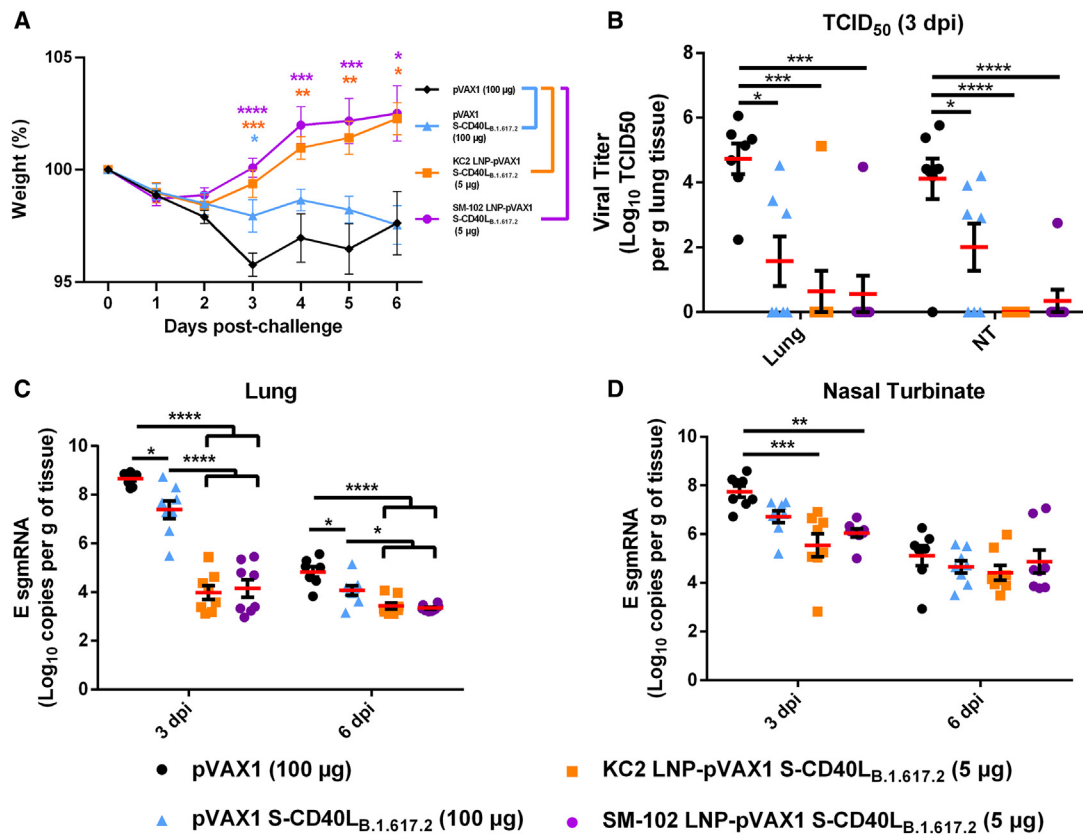 A
105
100
95
Weight (%)
0 1 2 3 4 5 6
Days post-challenge
****
***
*
***
**
***
**
*
*
pVAX1 (100 µg)
pVAX1
S-CD40L_B.1.617.2
(100 µg)
KC2 LNP-pVAX1
S-CD40L_B.1.617.2
(5 µg)
SM-102 LNP-pVAX1
S-CD40L_B.1.617.2
(5 µg)
B
TCID50 (3 dpi)
Viral Titer
(Log10 TCID50
per g lung tissue)
8
6
4
2
0
***
***
*
****
****
*
Lung NT
C
Lung
E sgmRNA
(Log10 copies per g of tissue)
10
8
6
4
2
0
****
*
****
****
*
*
3 dpi 6 dpi
D
Nasal Turbinate
E sgmRNA
(Log10 copies per g of tissue)
10
8
6
4
2
0
**
***
3 dpi 6 dpi
pVAX1 (100 µg)
KC2 LNP-pVAX1 S-CD40L_B.1.617.2 (5 µg)
pVAX1 S-CD40L_B.1.617.2 (100 µg)
SM-102 LNP-pVAX1 S-CD40L_B.1.617.2 (5 µg)